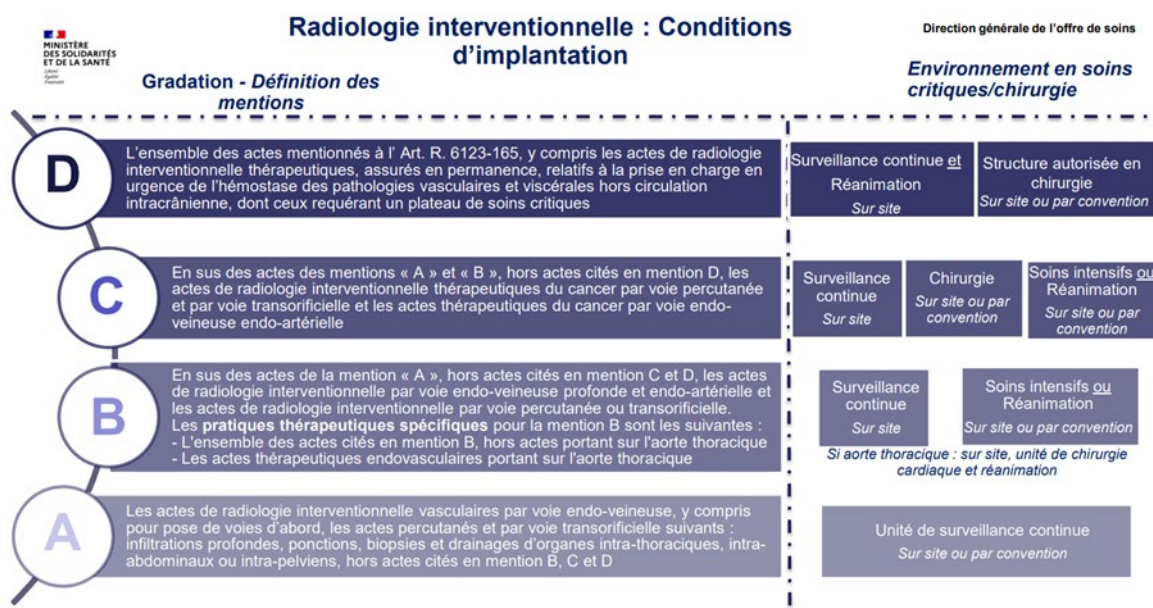 MINISTÈRE
DES SOLIDARITÉS
ET DE LA SANTÉ
Liberté
Égalité
Fraternité
Radiologie interventionnelle : Conditions
d'implantation
Direction générale de l'offre de soins
Gradation - Définition des
mentions
Environnement en soins
critiques/chirurgie
D
L'ensemble des actes mentionnés à l' Art. R. 6123-165, y compris les actes de radiologie
interventionnelle thérapeutiques, assurés en permanence, relatifs à la prise en charge en
urgence de l'hémostase des pathologies vasculaires et viscérales hors circulation
intracrânienne, dont ceux requérant un plateau de soins critiques
Surveillance continue et
Réanimation
Sur site
Structure autorisée en
chirurgie
Sur site ou par convention
C
En sus des actes des mentions « A » et « B », hors actes cités en mention D, les
actes de radiologie interventionnelle thérapeutiques du cancer par voie percutanée
et par voie transorificielle et les actes thérapeutiques du cancer par voie endo-
veineuse endo-artérielle
Surveillance
continue
Sur site
Chirurgie
Sur site ou par
convention
Soins intensifs ou
Réanimation
Sur site ou par
convention
B
En sus des actes de la mention « A », hors actes cités en mention C et D, les actes
de radiologie interventionnelle par voie endo-veineuse profonde et endo-artérielle et
les actes de radiologie interventionnelle par voie percutanée ou transorificielle.
Les pratiques thérapeutiques spécifiques pour la mention B sont les suivantes :
- L'ensemble des actes cités en mention B, hors actes portant sur l'aorte thoracique
- Les actes thérapeutiques endovasculaires portant sur l'aorte thoracique
Surveillance
continue
Sur site
Soins intensifs ou
Réanimation
Sur site ou par convention
Si aorte thoracique : sur site, unité de chirurgie
cardiaque et réanimation
A
Les actes de radiologie interventionnelle vasculaires par voie endo-veineuse, y compris
pour pose de voies d'abord, les actes percutanés et par voie transorificielle suivants :
infiltrations profondes, ponctions, biopsies et drainages d'organes intra-thoraciques, intra-
abdominaux ou intra-pelviens, hors actes cités en mention B, C et D
Unité de surveillance continue
Sur site ou par convention